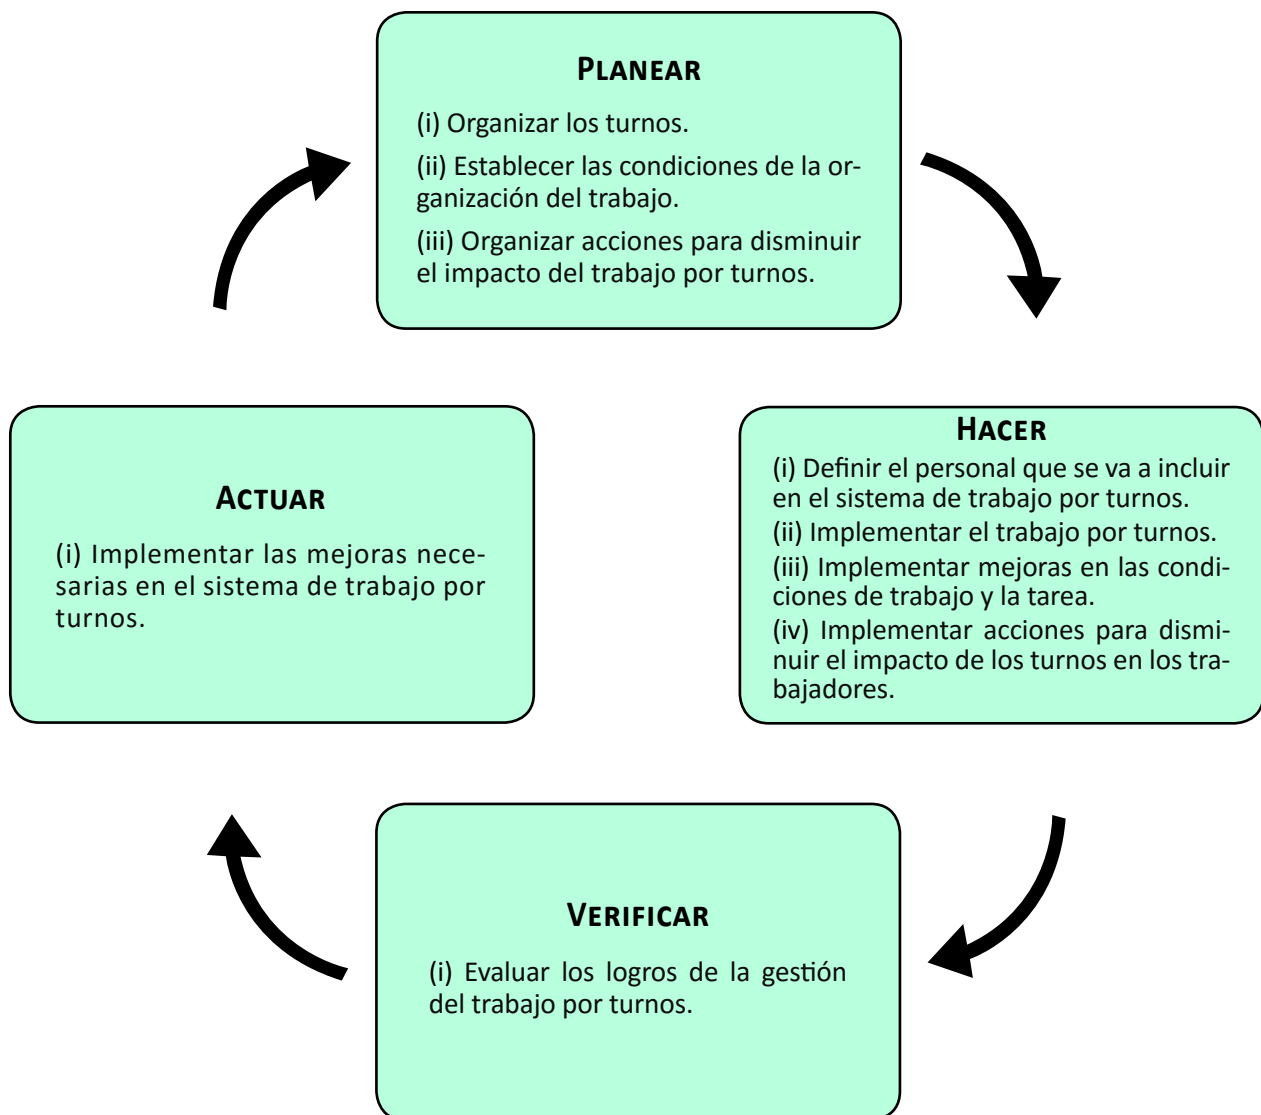 PLANEAR
(i) Organizar los turnos.
(ii) Establecer las condiciones de la or-
ganización del trabajo.
(iii) Organizar acciones para disminuir
el impacto del trabajo por turnos.
HACER
(i) Definir el personal que se va a incluir
en el sistema de trabajo por turnos.
(ii) Implementar el trabajo por turnos.
(iii) Implementar mejoras en las condi-
ciones de trabajo y la tarea.
(iv) Implementar acciones para dismi-
nuir el impacto de los turnos en los tra-
bajadores.
VERIFICAR
(i) Evaluar los logros de la gestión
del trabajo por turnos.
ACTUAR
(i) Implementar las mejoras nece-
sarias en el sistema de trabajo por
turnos.